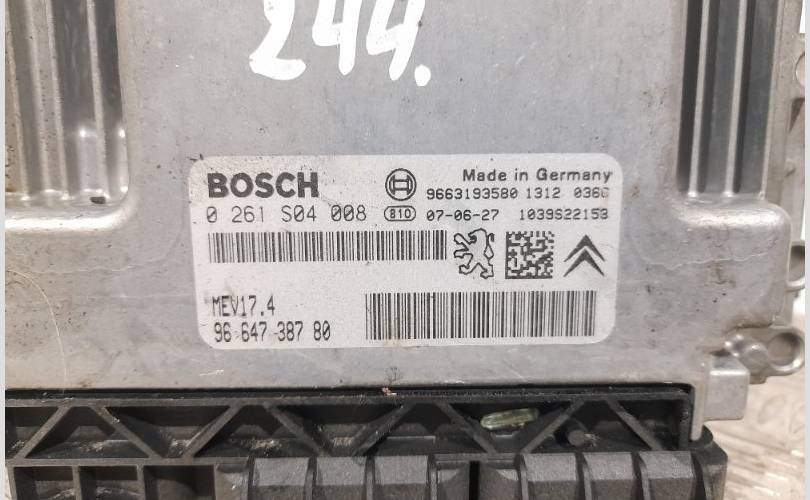 244.
BOSCH
Made in Germany
9663193580 1312 036G
0 261 S04 008 810 07-06-27 1039S22153
MEV17.4
96 647 387 80